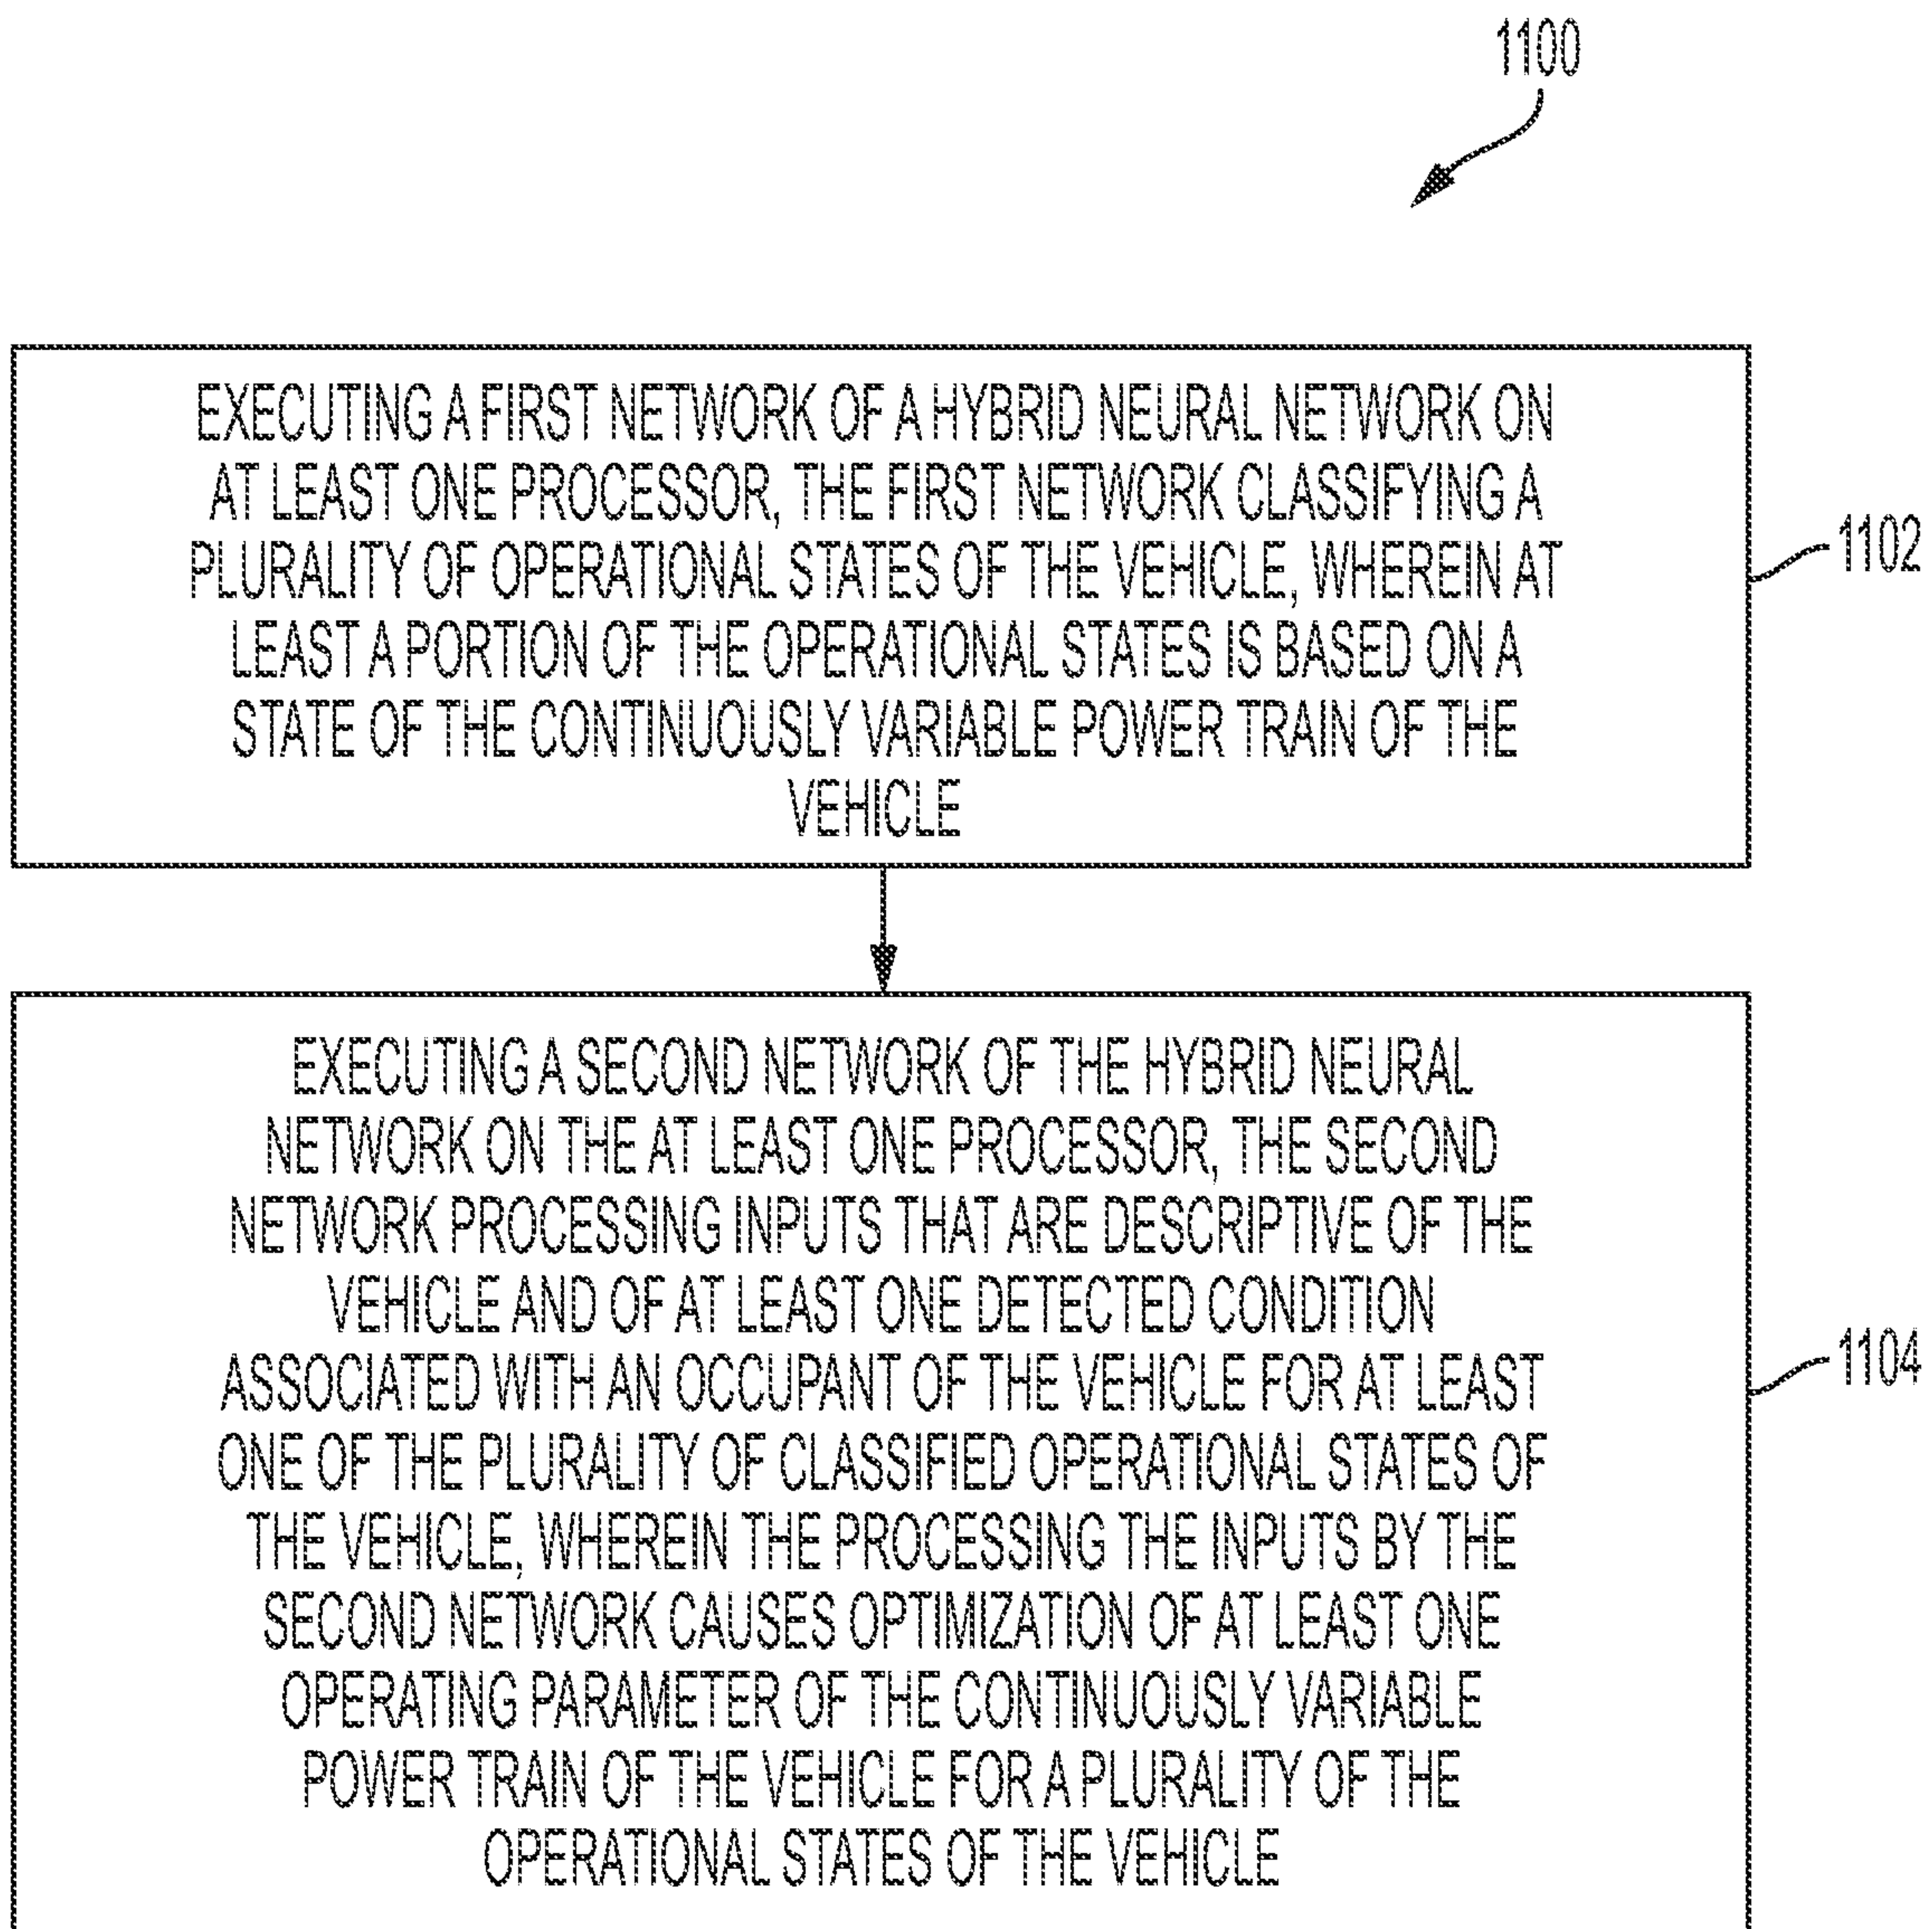 1100
EXECUTING A FIRST NETWORK OF A HYBRID NEURAL NETWORK ON
AT LEAST ONE PROCESSOR, THE FIRST NETWORK CLASSIFYING A
PLURALITY OF OPERATIONAL STATES OF THE VEHICLE, WHEREIN AT
LEAST A PORTION OF THE OPERATIONAL STATES IS BASED ON A
STATE OF THE CONTINUOUSLY VARIABLE POWER TRAIN OF THE
VEHICLE
1102
EXECUTING A SECOND NETWORK OF THE HYBRID NEURAL
NETWORK ON THE AT LEAST ONE PROCESSOR, THE SECOND
NETWORK PROCESSING INPUTS THAT ARE DESCRIPTIVE OF THE
VEHICLE AND OF AT LEAST ONE DETECTED CONDITION
ASSOCIATED WITH AN OCCUPANT OF THE VEHICLE FOR AT LEAST
ONE OF THE PLURALITY OF CLASSIFIED OPERATIONAL STATES OF
THE VEHICLE, WHEREIN THE PROCESSING THE INPUTS BY THE
SECOND NETWORK CAUSES OPTIMIZATION OF AT LEAST ONE
OPERATING PARAMETER OF THE CONTINUOUSLY VARIABLE
POWER TRAIN OF THE VEHICLE FOR A PLURALITY OF THE
OPERATIONAL STATES OF THE VEHICLE
1104